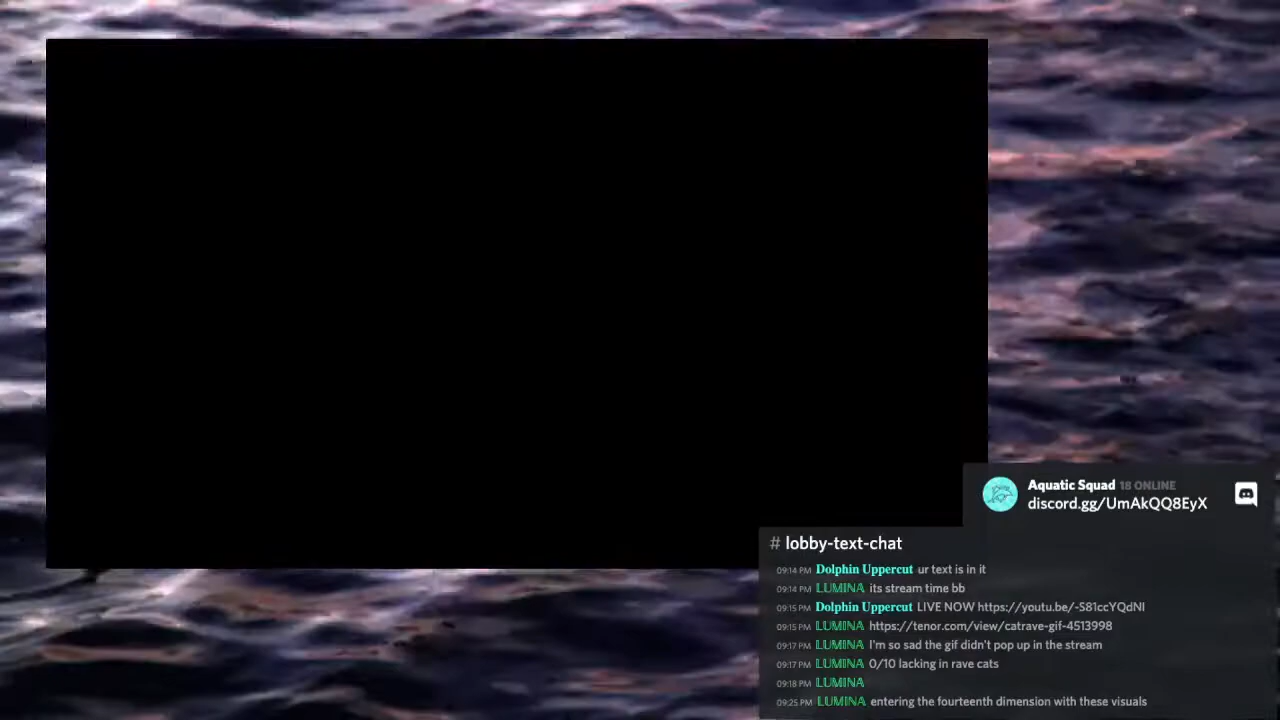 Aquatic Squad 18 ONLINE
discord.gg/UmAkQQ8EyX
# lobby-text-chat
09:14 PM Dolphin Uppercut ur text is in it
09:14 PM LUMINA its stream time bb
09:15 PM Dolphin Uppercut LIVE NOW https://youtu.be/-S81ccYQdNI
09:15 PM LUMINA https://tenor.com/view/catrave-gif-4513998
09:17 PM LUMINA I'm so sad the gif didn't pop up in the stream
09:17 PM LUMINA 0/10 lacking in rave cats
09:18 PM LUMINA
09:25 PM LUMINA entering the fourteenth dimension with these visuals